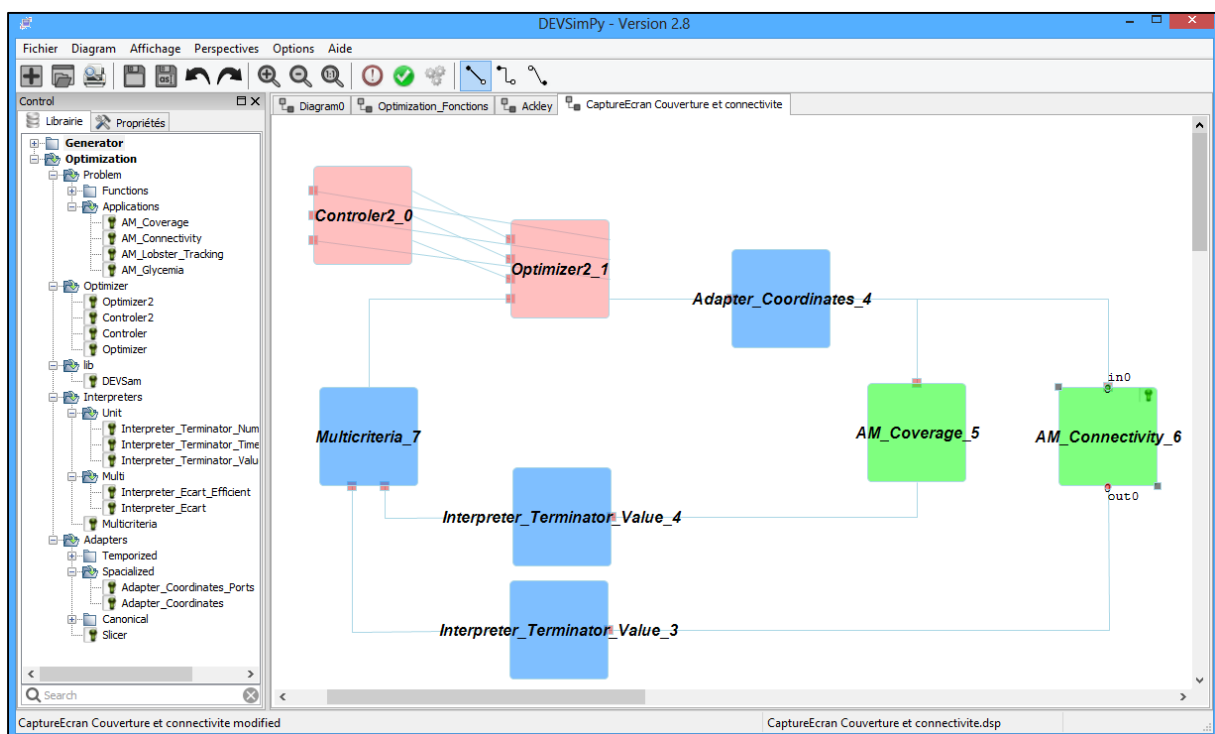 DEVSimPy - Version 2.8
Fichier Diagram Affichage Perspectives Options Aide
Control
Librairie Propriétés
Generator
Optimization
Problem
Functions
Applications
AM_Coverage
AM_Connectivity
AM_Lobster_Tracking
AM_Glycemia
Optimizer
Optimizer2
Controler2
Controler
Optimizer
lib
DEVSam
Interpreters
Unit
Interpreter_Terminator_Num
Interpreter_Terminator_Time
Interpreter_Terminator_Valu
Multi
Interpreter_Ecart_Efficient
Interpreter_Ecart
Multicriteria
Adapters
Temporized
Spacialized
Adapter_Coordinates_Ports
Adapter_Coordinates
Canonical
Slicer
Search
Diagram0 Optimization_Fonctions Ackley CaptureEcran Couverture et connectivite
Controler2_0
Optimizer2_1
Adapter_Coordinates_4
in0
Multicriteria_7
AM_Coverage_5
AM_Connectivity_6
out0
Interpreter_Terminator_Value_4
Interpreter_Terminator_Value_3
CaptureEcran Couverture et connectivite modified
CaptureEcran Couverture et connectivite.dsp